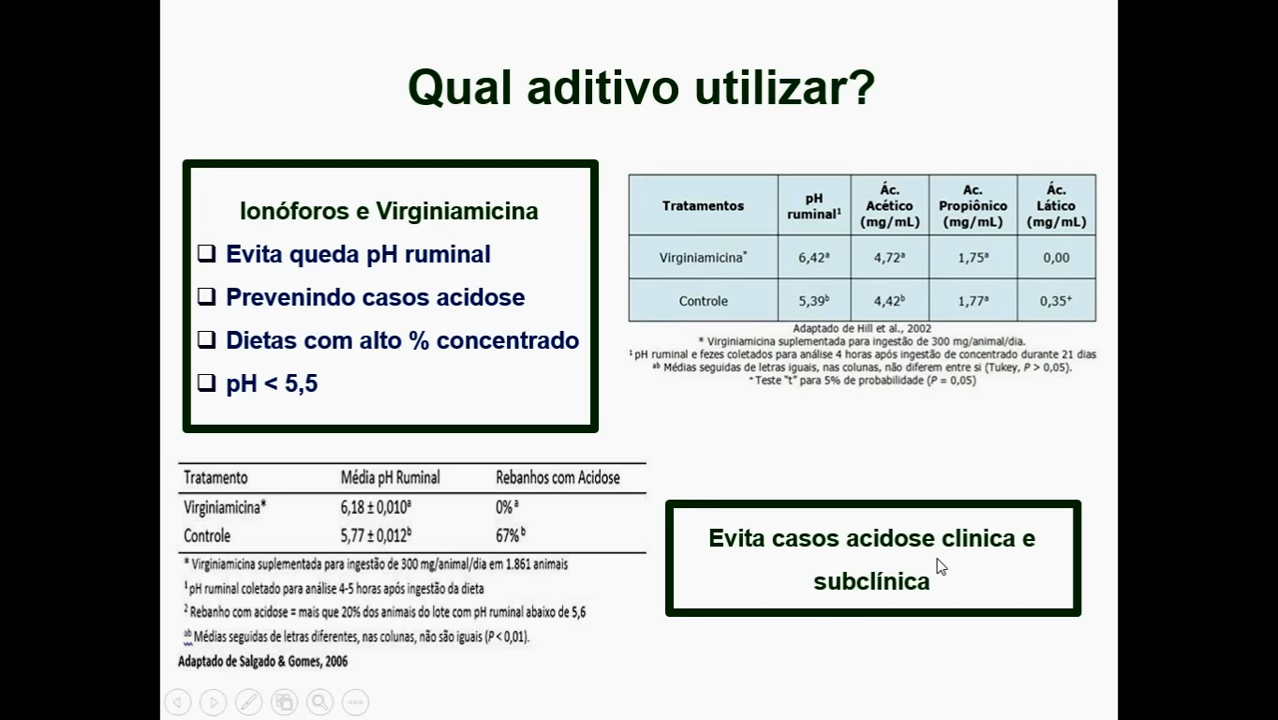 Qual aditivo utilizar?
Ionóforos e Virginiamicina
❑ Evita queda pH ruminal
❑ Prevenindo casos acidose
❑ Dietas com alto % concentrado
❑ pH < 5,5
Tratamentos pH ruminal¹ Ác. Acético (mg/mL) Ac. Propiônico (mg/mL) Ác. Lático (mg/mL)
Virginiamicina* 6,42ᵃ 4,72ᵃ 1,75ᵃ 0,00
Controle 5,39ᵇ 4,42ᵇ 1,77ᵃ 0,35⁺
Adaptado de Hill et al., 2002
* Virginiamicina suplementada para ingestão de 300 mg/animal/dia.
¹ pH ruminal e fezes coletados para análise 4 horas após ingestão de concentrado durante 21 dias
ᵃᵇ Médias seguidas de letras iguais, nas colunas, não diferem entre si (Tukey, P > 0,05).
⁺ Teste "t" para 5% de probabilidade (P = 0,05)
Tratamento Média pH Ruminal Rebanhos com Acidose
Virginiamicina* 6,18 ± 0,010ᵃ 0% ᵃ
Controle 5,77 ± 0,012ᵇ 67% ᵇ
* Virginiamicina suplementada para ingestão de 300 mg/animal/dia em 1.861 animais
¹ pH ruminal coletado para análise 4-5 horas após ingestão da dieta
² Rebanho com acidose = mais que 20% dos animais do lote com pH ruminal abaixo de 5,6
ᵃᵇ Médias seguidas de letras diferentes, nas colunas, não são iguais (P < 0,01).
Adaptado de Salgado & Gomes, 2006
Evita casos acidose clinica e
subclínica